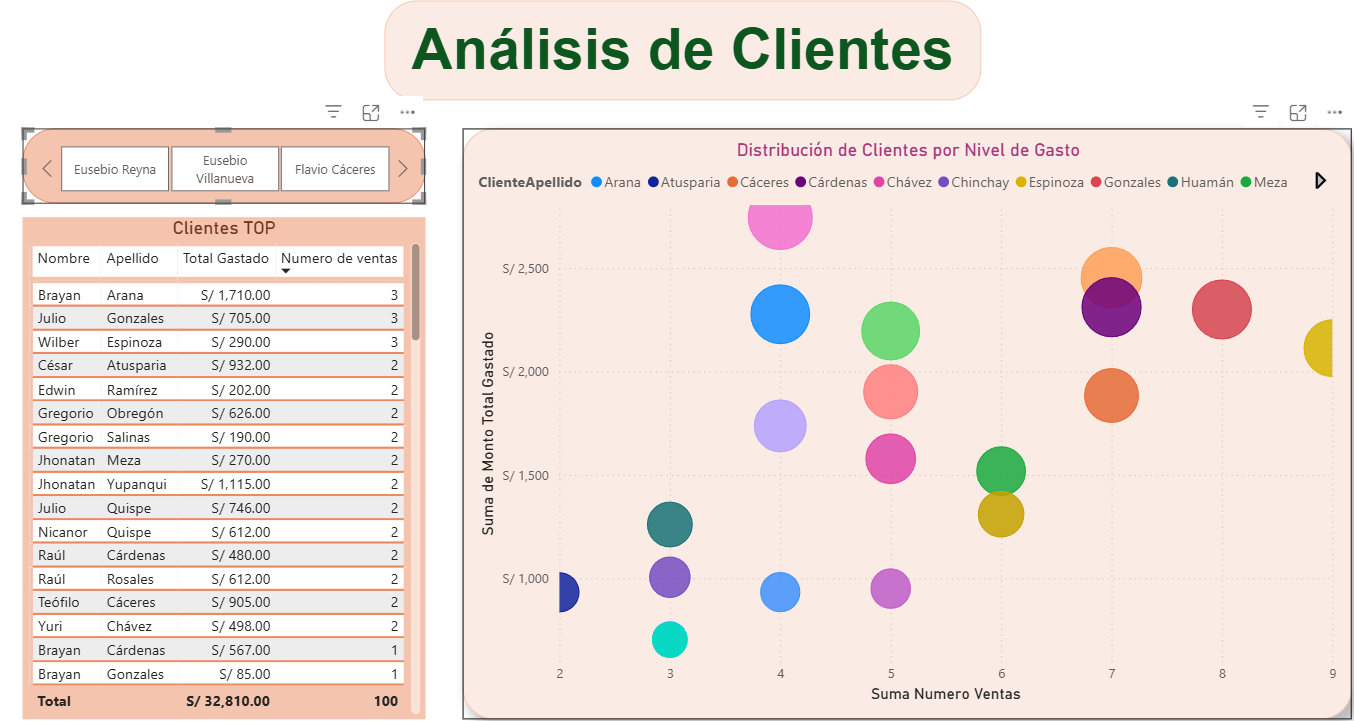 Análisis de Clientes
Eusebio Reyna
Eusebio
Villanueva
Flavio Cáceres
Clientes TOP
Nombre Apellido Total Gastado Numero de ventas
Brayan Arana S/ 1,710.00 3
Julio Gonzales S/ 705.00 3
Wilber Espinoza S/ 290.00 3
César Atusparia S/ 932.00 2
Edwin Ramírez S/ 202.00 2
Gregorio Obregón S/ 626.00 2
Gregorio Salinas S/ 190.00 2
Jhonatan Meza S/ 270.00 2
Jhonatan Yupanqui S/ 1,115.00 2
Julio Quispe S/ 746.00 2
Nicanor Quispe S/ 612.00 2
Raúl Cárdenas S/ 480.00 2
Raúl Rosales S/ 612.00 2
Teófilo Cáceres S/ 905.00 2
Yuri Chávez S/ 498.00 2
Brayan Cárdenas S/ 567.00 1
Brayan Gonzales S/ 85.00 1
Total S/ 32,810.00 100
Distribución de Clientes por Nivel de Gasto
ClienteApellido Arana Atusparia Cáceres Cárdenas Chávez Chinchay Espinoza Gonzales Huamán Meza
Suma de Monto Total Gastado
S/ 2,500
S/ 2,000
S/ 1,500
S/ 1,000
2 3 4 5 6 7 8 9
Suma Numero Ventas